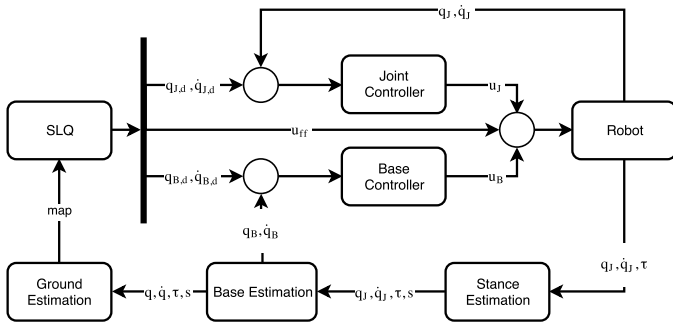 q_J, q̇_J
q_J,d, q̇_J,d
Joint
Controller
u_J
SLQ
u_ff
Robot
q_B,d, q̇_B,d
Base
Controller
u_B
map
q_B, q̇_B
q_J, q̇_J, τ
Ground
Estimation
q, q̇, τ, s
Base Estimation
q_J, q̇_J, τ, s
Stance
Estimation